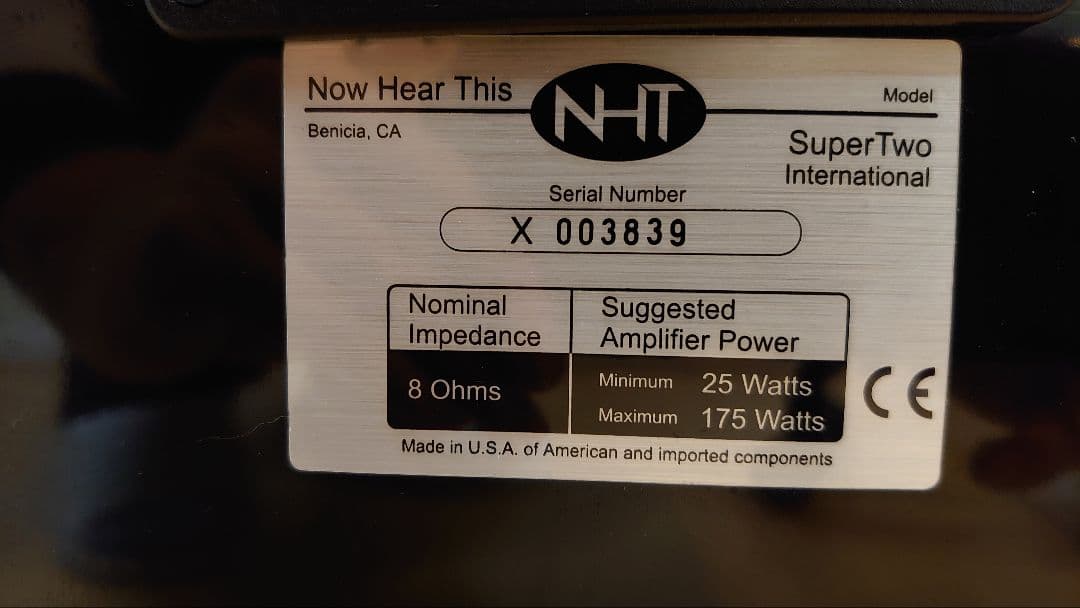 Now Hear This
NHT
Model
Benicia, CA
SuperTwo
International
Serial Number
X 003839
Nominal
Impedance
Suggested
Amplifier Power
8 Ohms
Minimum 25 Watts
Maximum 175 Watts
CE
Made in U.S.A. of American and imported components